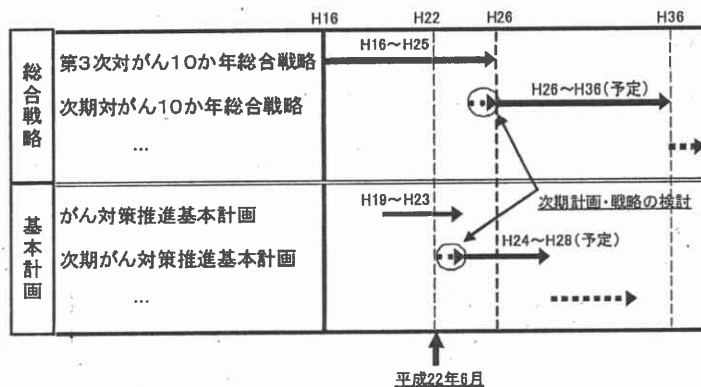 H16 H22 H26 H36
総合戦略
第3次対がん10か年総合戦略
H16～H25
次期対がん10か年総合戦略
H26～H36(予定)
…
基本計画
がん対策推進基本計画
H19～H23
次期計画・戦略の検討
次期がん対策推進基本計画
H24～H28(予定)
…
平成22年6月